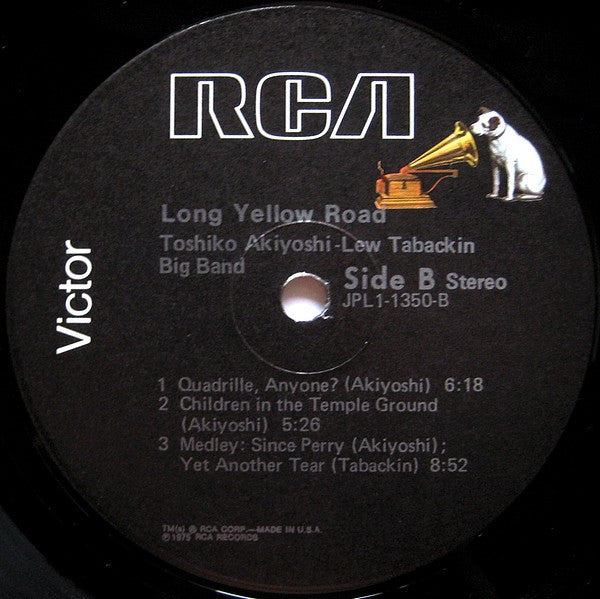 RCA
Long Yellow Road
Toshiko Akiyoshi-Lew Tabackin
Big Band
Side B Stereo
JPL1-1350-B
Victor
1 Quadrille, Anyone? (Akiyoshi) 6:18
2 Children in the Temple Ground
(Akiyoshi) 5:26
3 Medley: Since Perry (Akiyoshi);
Yet Another Tear (Tabackin) 8:52
TM(s) ® RCA CORP.—MADE IN U.S.A.
℗ 1975 RCA RECORDS